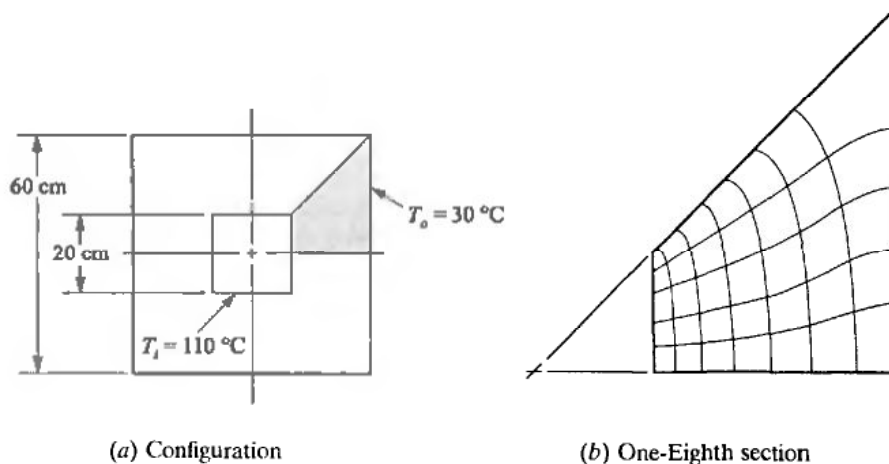 60 cm
20 cm
T_o = 30 °C
T_i = 110 °C
(a) Configuration
(b) One-Eighth section